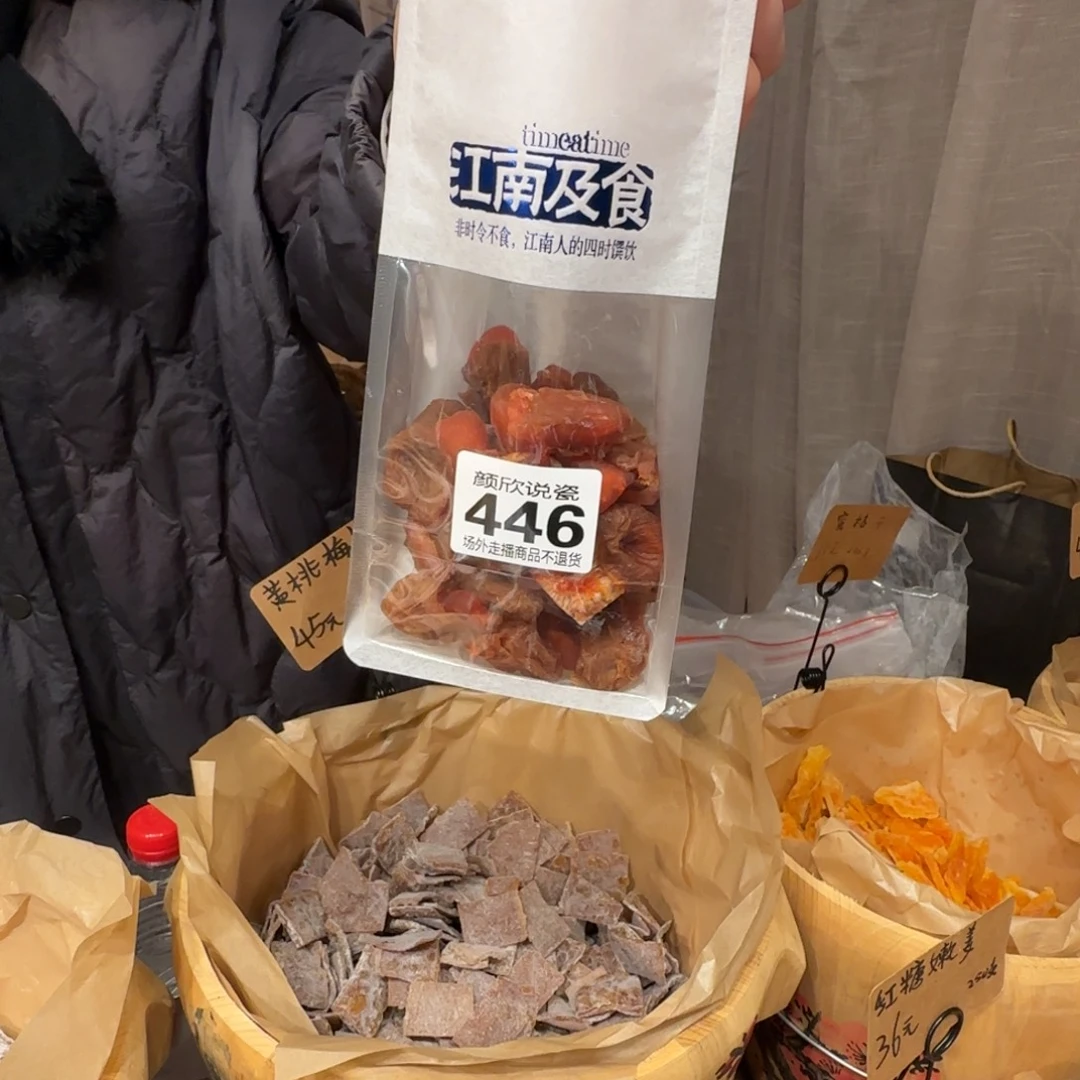 timeatime
江南及食
非时令不食，江南人的四时馔饮
颜欣说瓷
446
场外走播商品不退货
黄桃梅
45元
红糖嫩姜
250g
36元